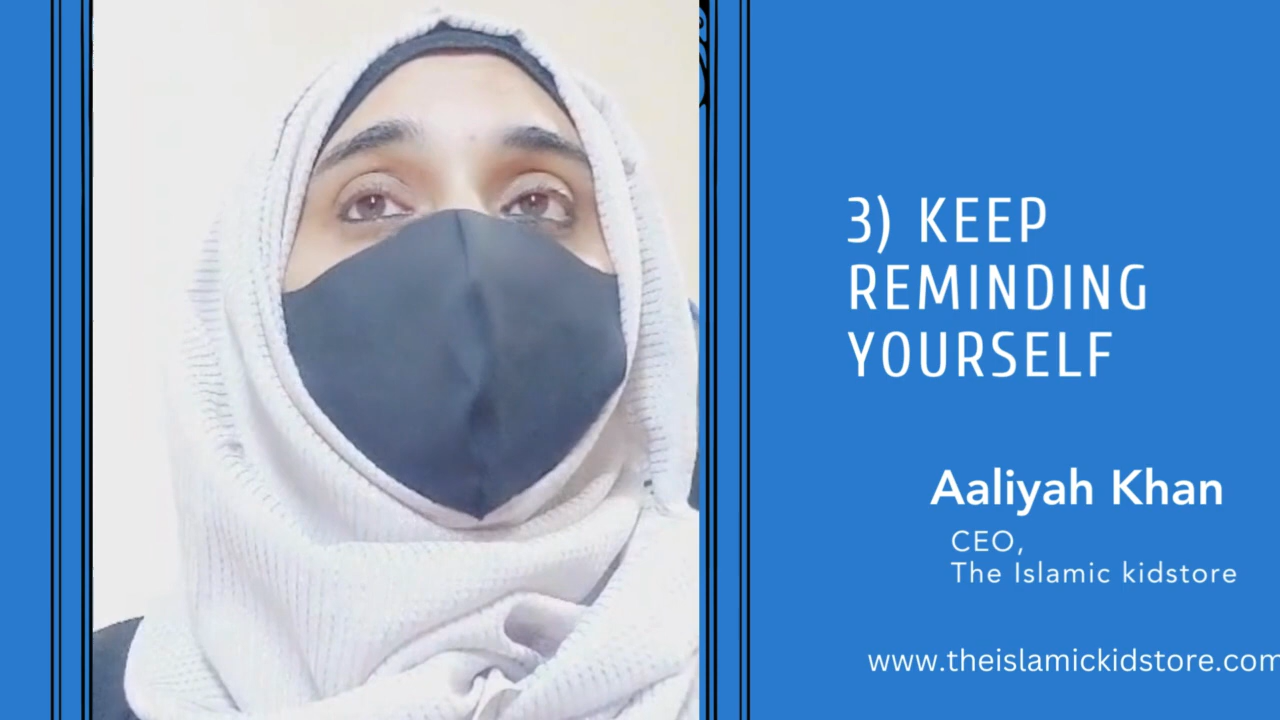 3) KEEP
REMINDING
YOURSELF
Aaliyah Khan
CEO,
The Islamic kidstore
www.theislamickidstore.com